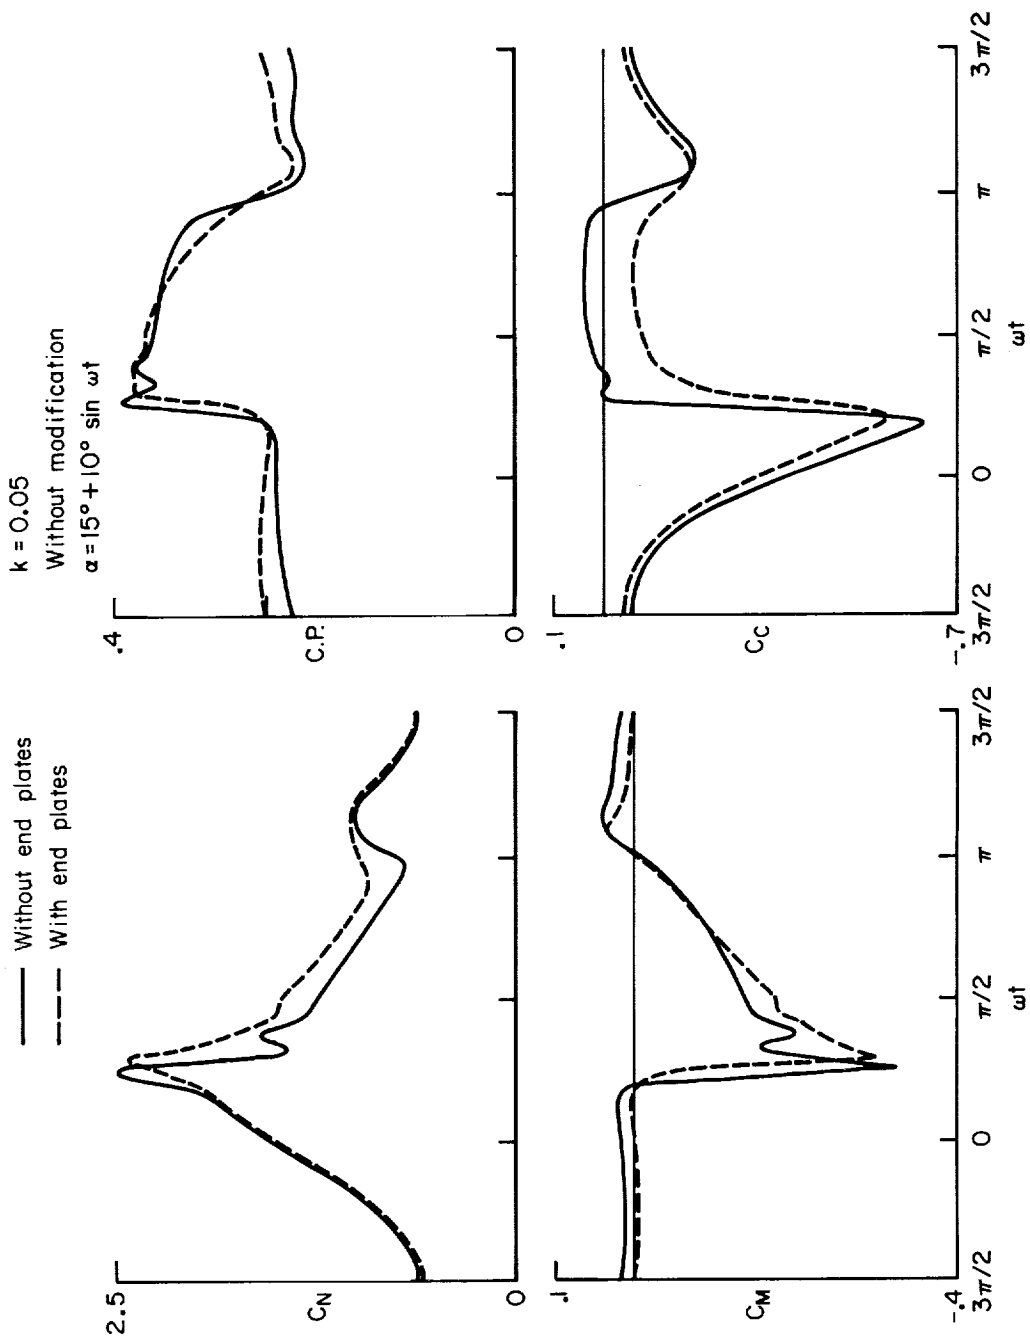 Without end plates
With end plates
k = 0.05
Without modification
α = 15° + 10° sin ωt
2.5
C_N
0
.4
C.P.
0
.1
C_M
-.4
3π/2
0
π/2
π
3π/2
ωt
.1
C_C
-.7
3π/2
0
π/2
π
3π/2
ωt